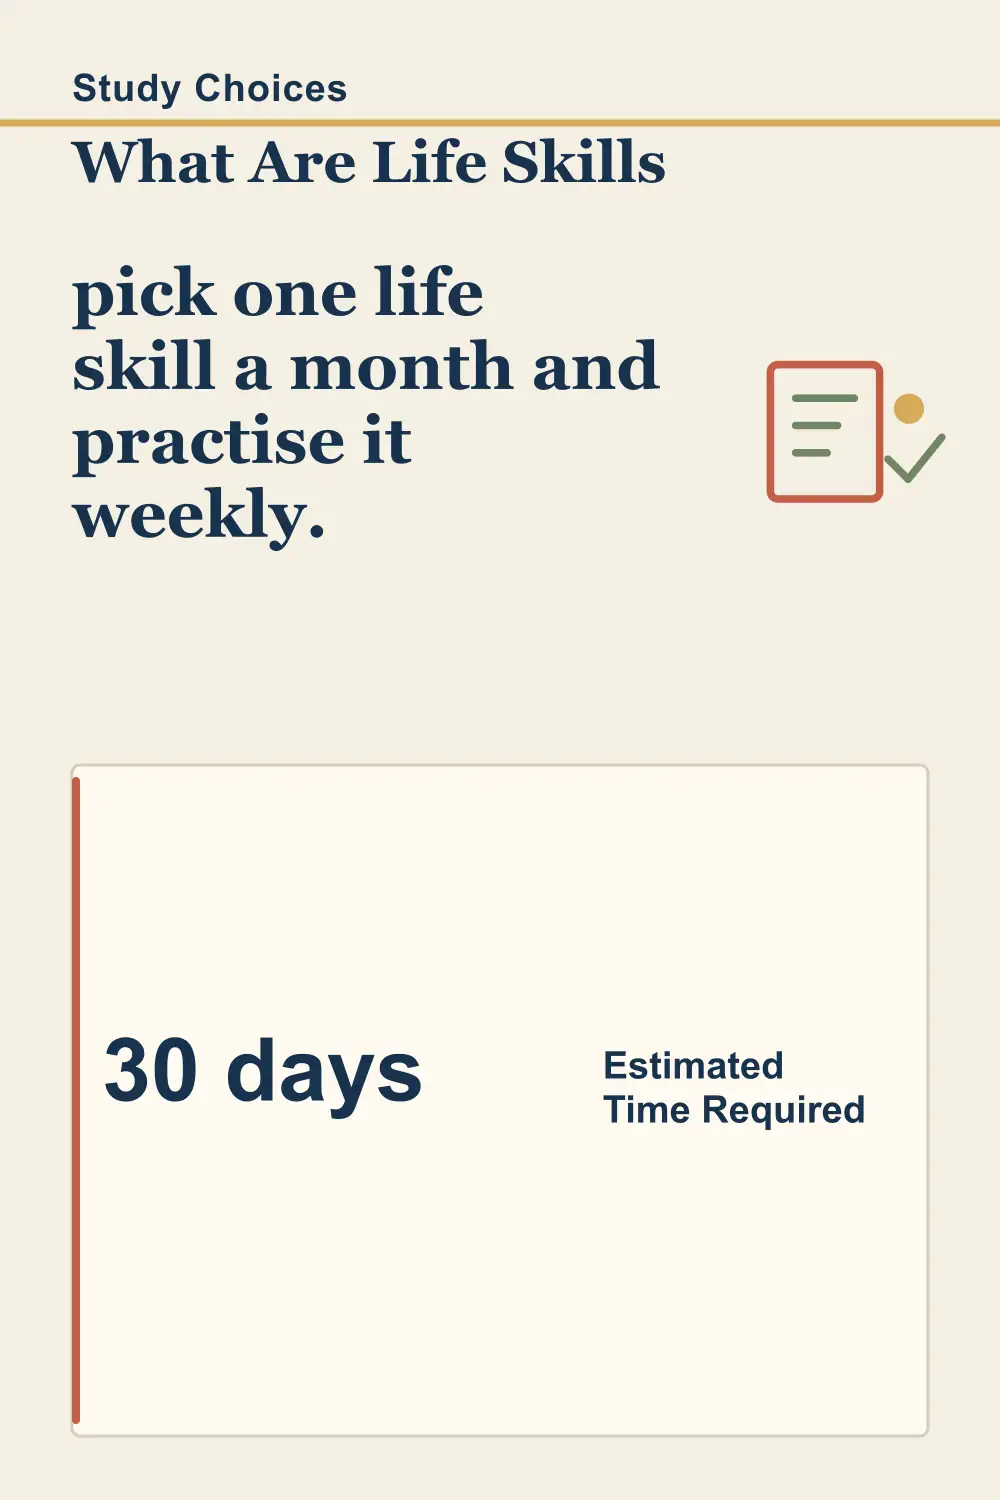 Study Choices
What Are Life Skills
pick one life
skill a month and
practise it
weekly.
30 days
Estimated
Time Required